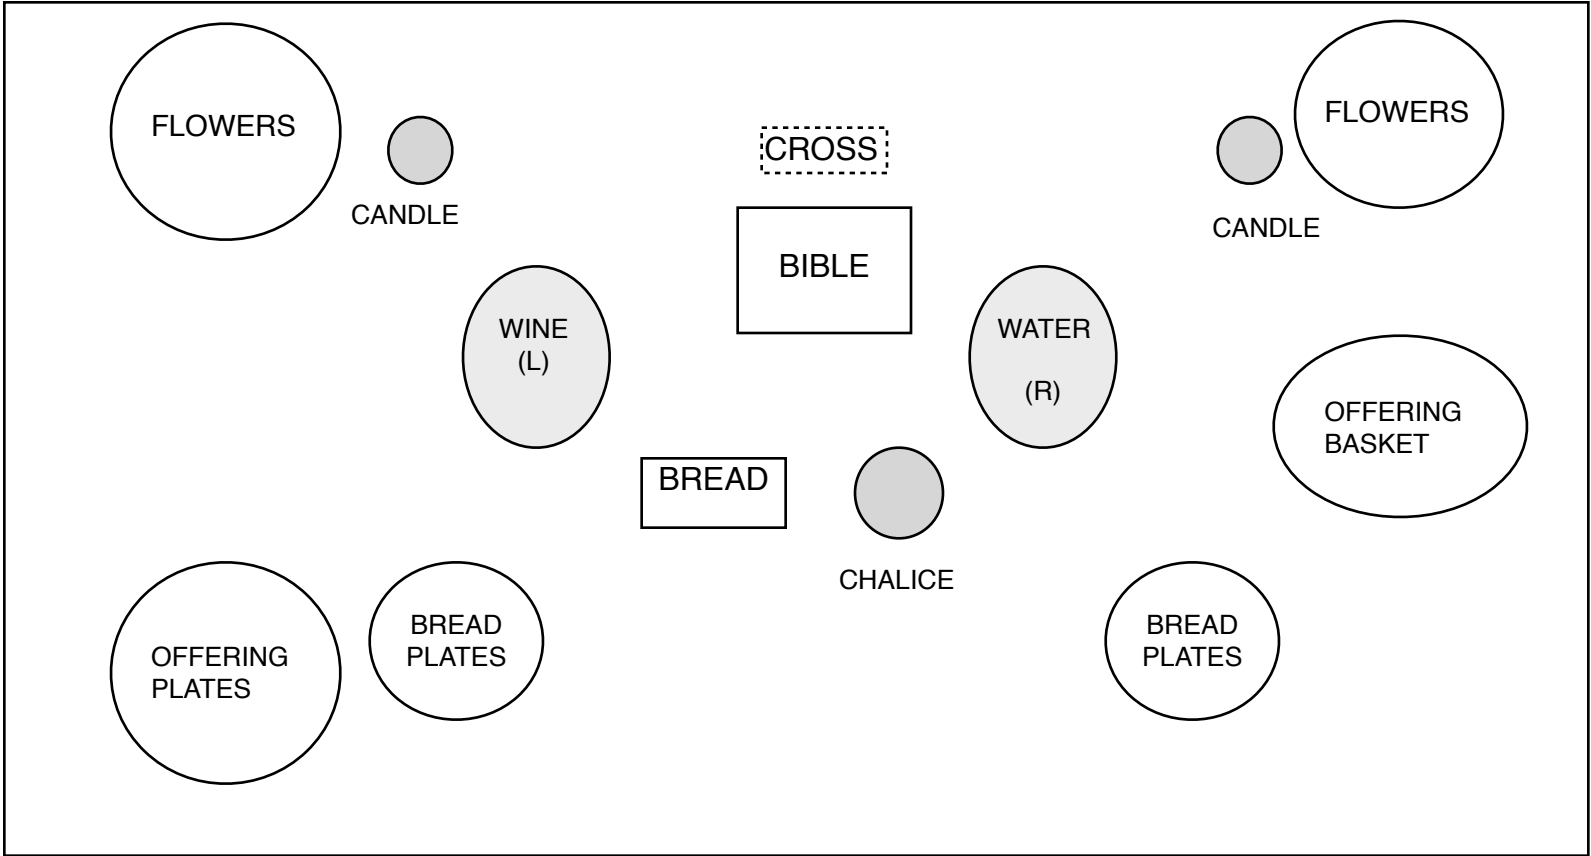 FLOWERS
FLOWERS
CROSS
CANDLE
CANDLE
BIBLE
WINE
(L)
WATER
(R)
OFFERING
BASKET
BREAD
CHALICE
OFFERING
PLATES
BREAD
PLATES
BREAD
PLATES